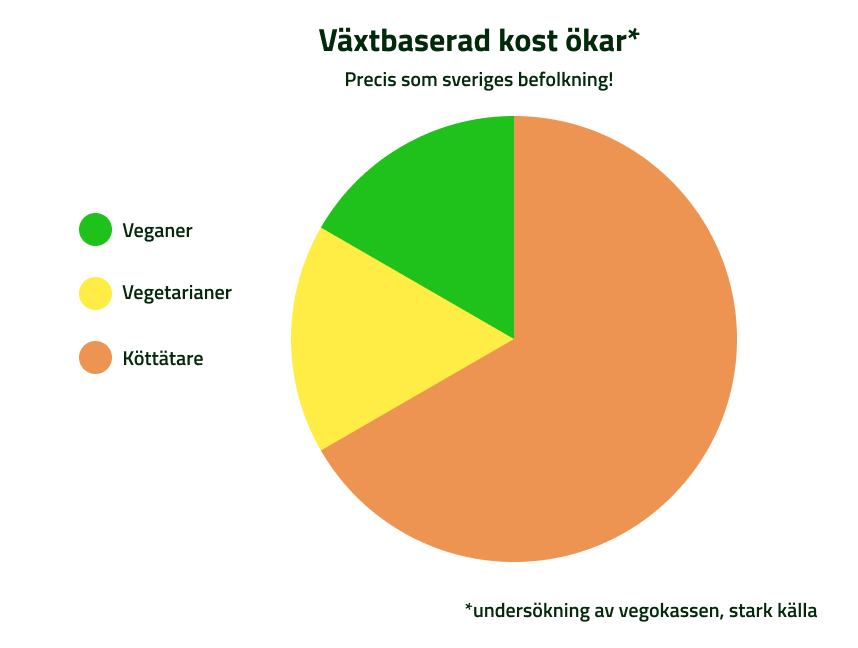 Växtbaserad kost ökar*
Precis som sveriges befolkning!
Veganer
Vegetarianer
Köttätare
*undersökning av vegokassen, stark källa